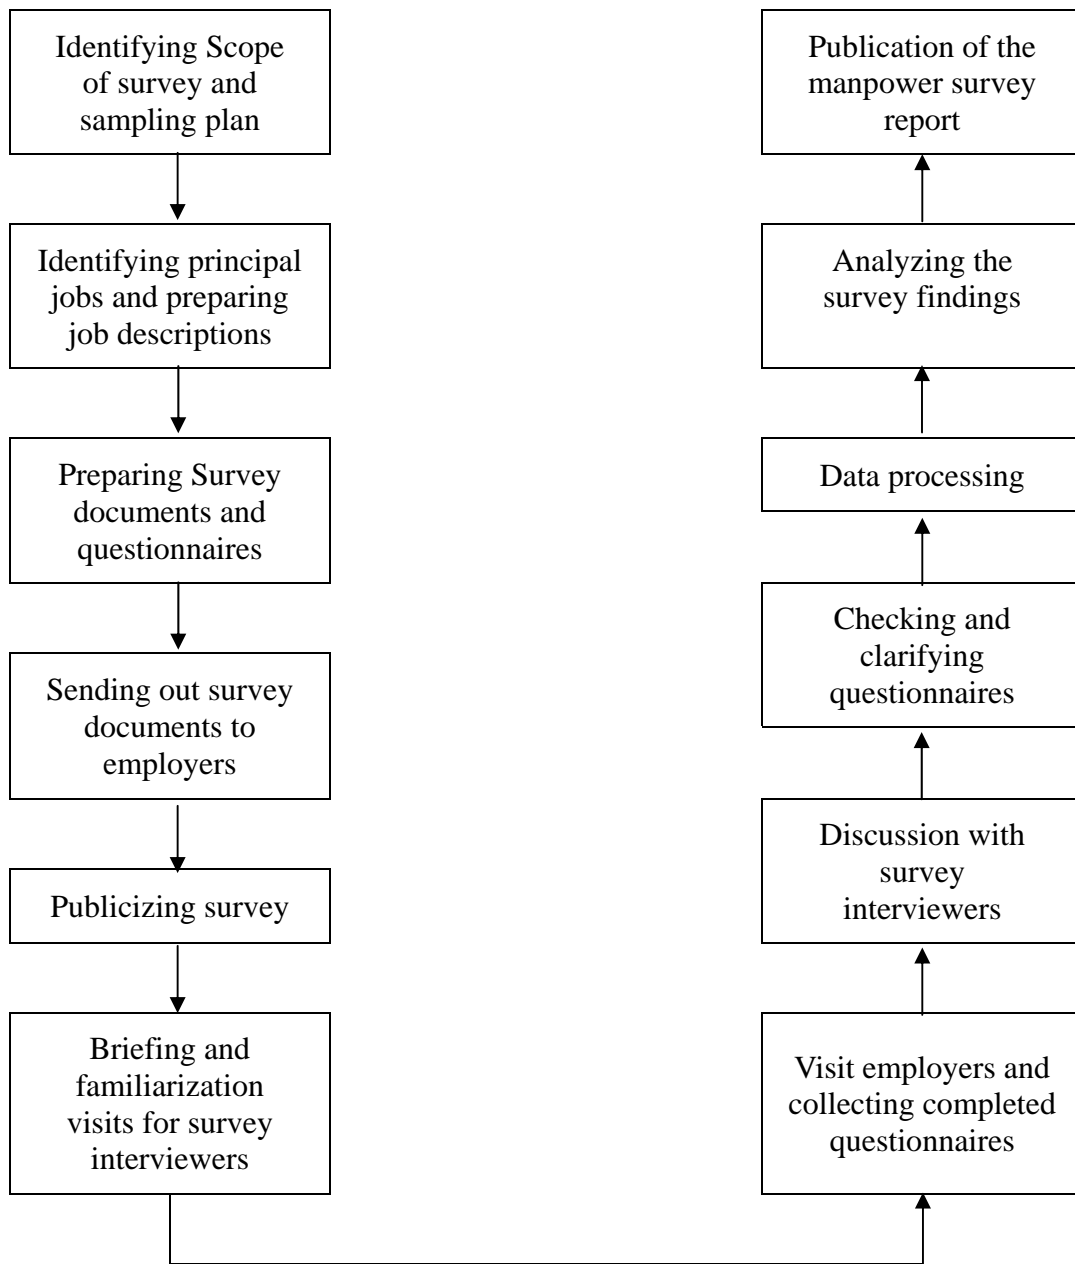 Identifying Scope
of survey and
sampling plan
Identifying principal
jobs and preparing
job descriptions
Preparing Survey
documents and
questionnaires
Sending out survey
documents to
employers
Publicizing survey
Briefing and
familiarization
visits for survey
interviewers
Visit employers and
collecting completed
questionnaires
Discussion with
survey
interviewers
Checking and
clarifying
questionnaires
Data processing
Analyzing the
survey findings
Publication of the
manpower survey
report